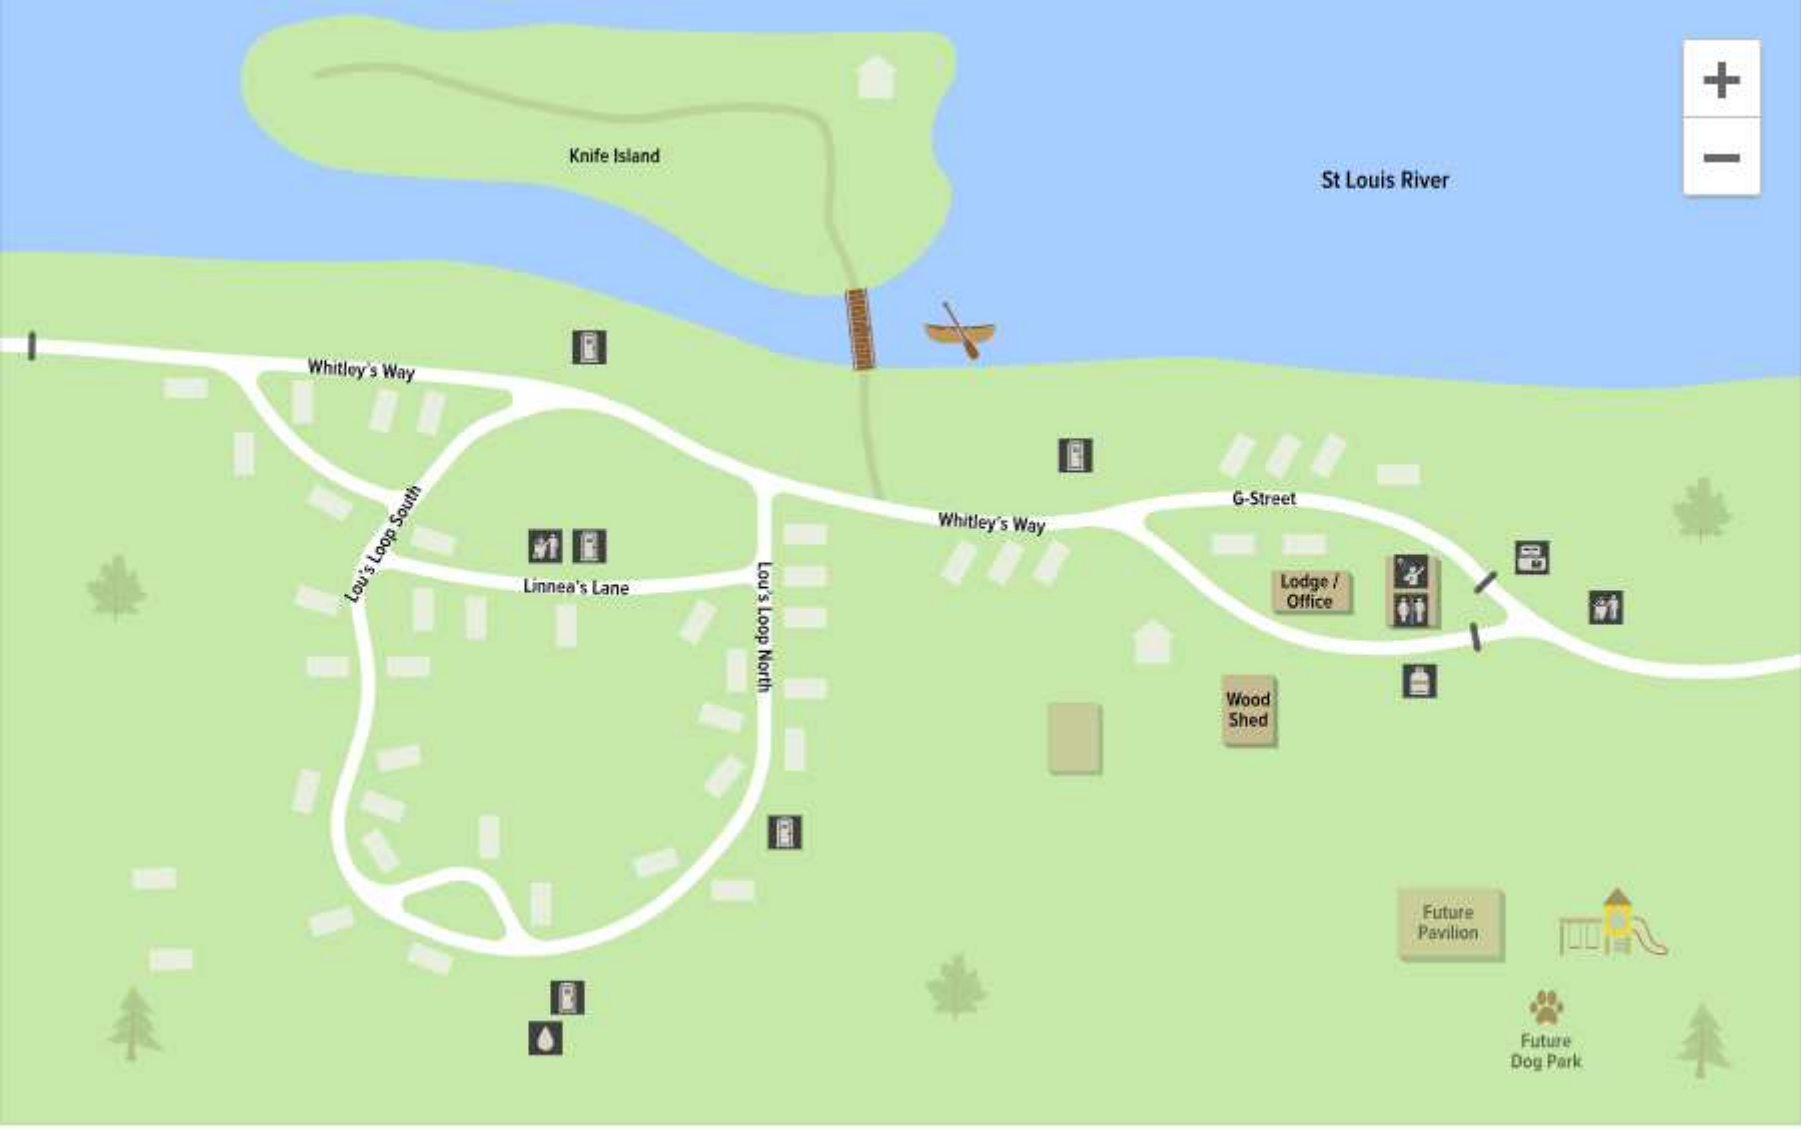 Knife Island
St Louis River
+
−
Whitley's Way
Lou's Loop South
Linnea's Lane
Lou's Loop North
Whitley's Way
G-Street
Lodge /
Office
Wood
Shed
Future
Pavilion
Future
Dog Park